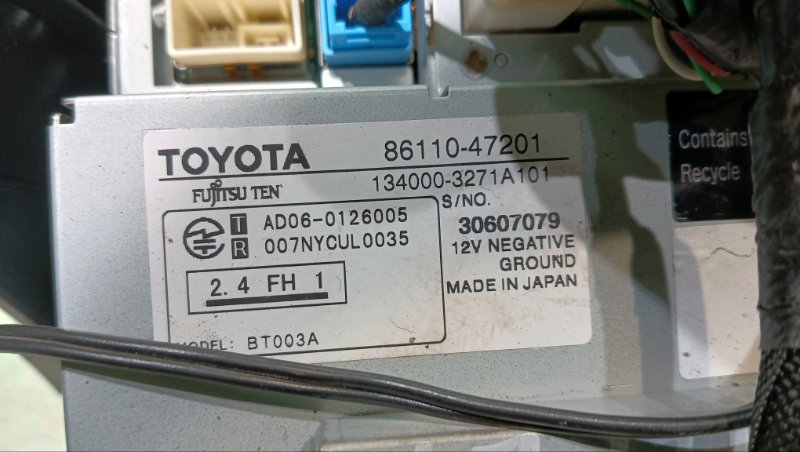 TOYOTA 86110-47201
FUJITSU TEN 134000-3271A101
S/NO.
T AD06-0126005 30607079
R 007NYCUL0035 12V NEGATIVE
GROUND
2.4 FH 1 MADE IN JAPAN
MODEL: BT003A
Contains
Recycle